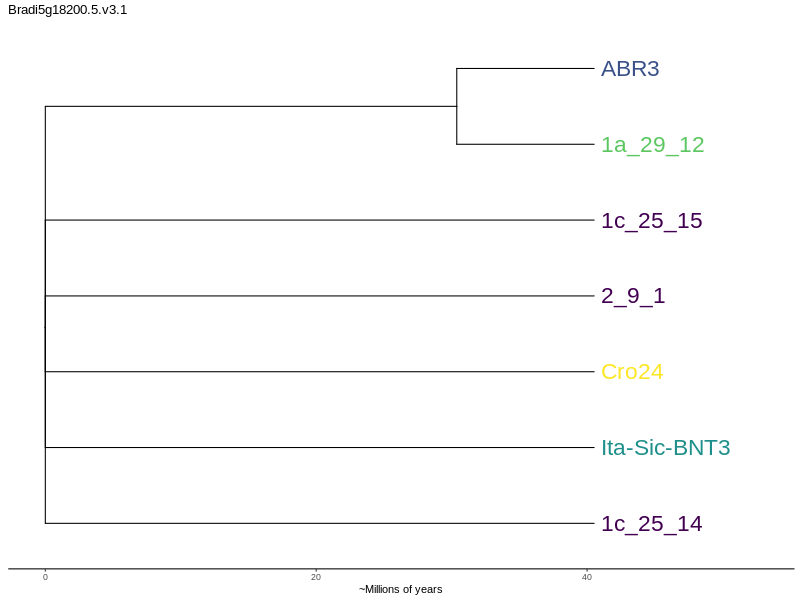 Bradi5g18200.5.v3.1
ABR3
1a_29_12
1c_25_15
2_9_1
Cro24
Ita-Sic-BNT3
1c_25_14
0 20 40
~Millions of years